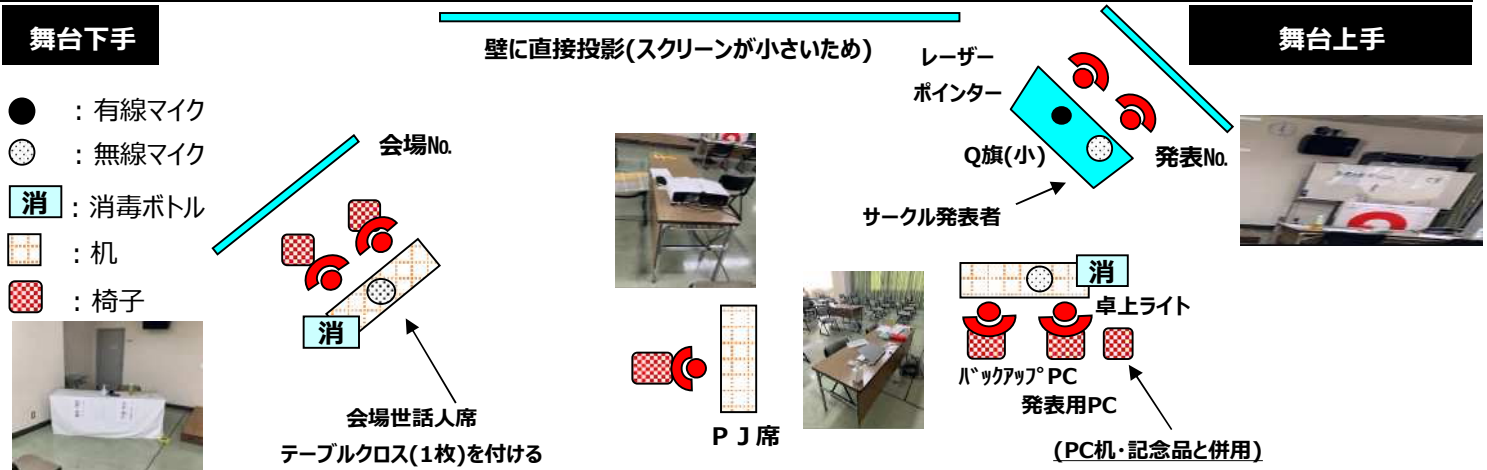 舞台下手
壁に直接投影(スクリーンが小さいため)
舞台上手
レーザー
ポインター
：有線マイク
：無線マイク
消：消毒ボトル
：机
：椅子
会場№
Q旗(小)
発表№
サークル発表者
消
消
卓上ライト
ﾊﾞｯｸｱｯﾌﾟPC
発表用PC
会場世話人席
テーブルクロス(1枚)を付ける
ＰＪ席
(PC机･記念品と併用)